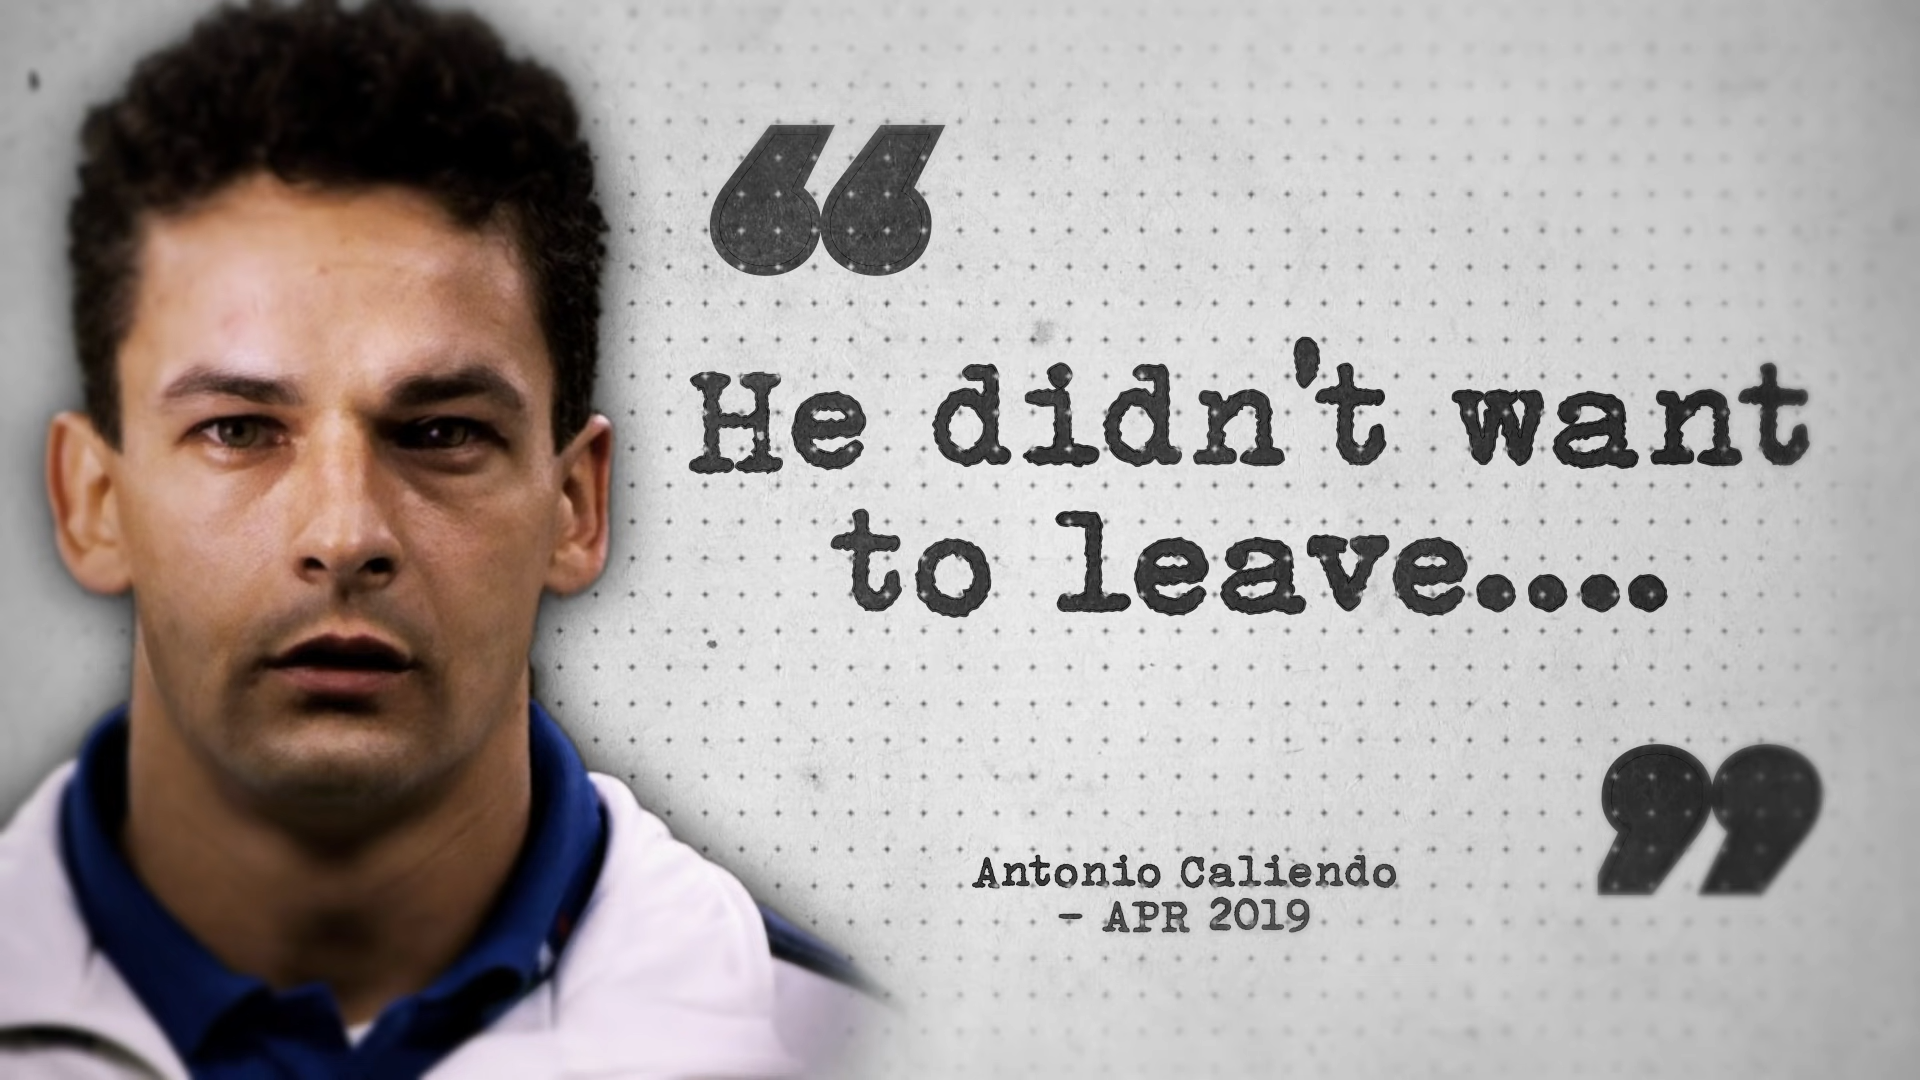 “
He didn't want
to leave....
”
Antonio Caliendo
- APR 2019